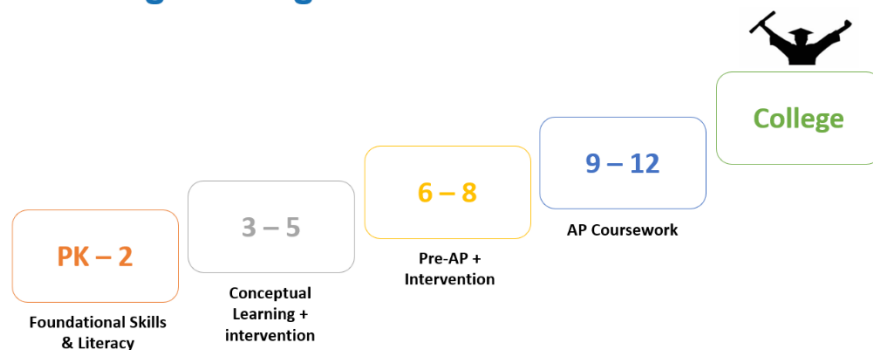 College
9 – 12
AP Coursework
6 – 8
Pre-AP +
Intervention
3 – 5
Conceptual
Learning +
intervention
PK – 2
Foundational Skills
& Literacy